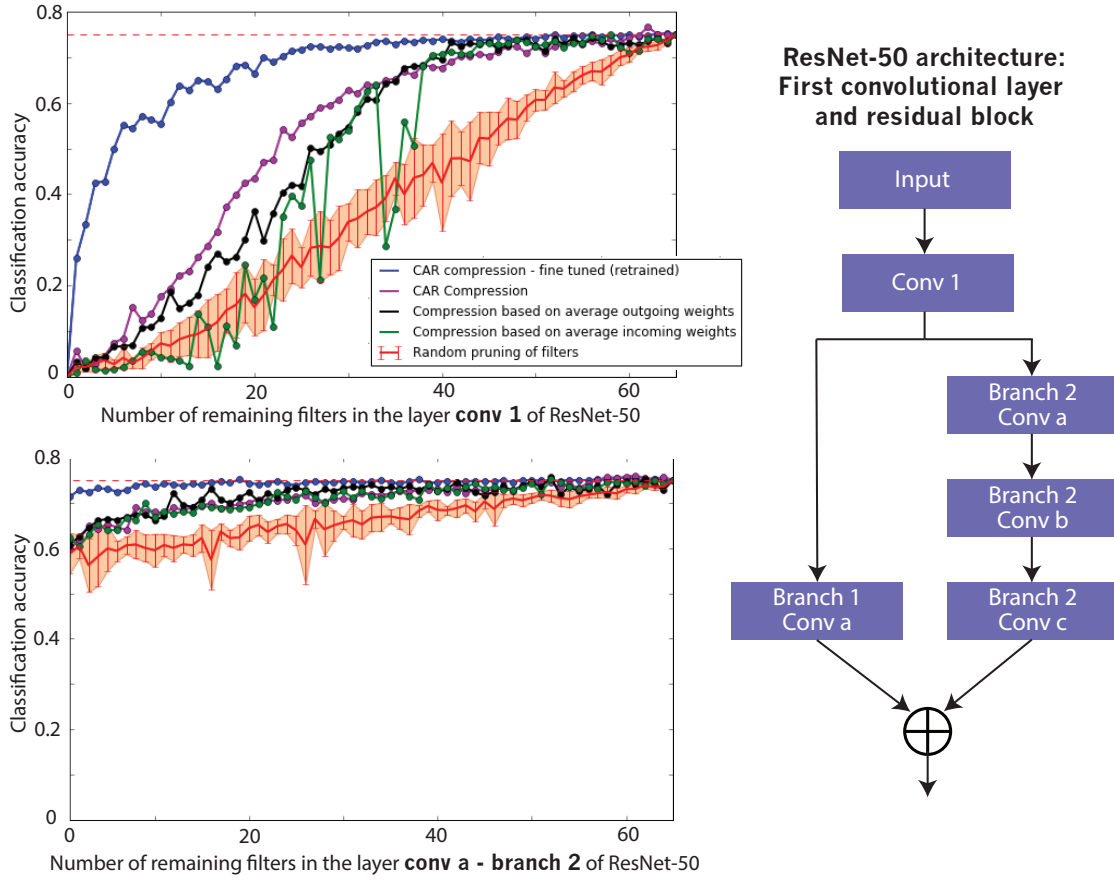 0.8
0.6
0.4
0.2
0
Classification accuracy
0
20
40
60
CAR compression - fine tuned (retrained)
CAR Compression
Compression based on average outgoing weights
Compression based on average incoming weights
Random pruning of filters
Number of remaining filters in the layer conv 1 of ResNet-50
0.8
0.6
0.4
0.2
0
Classification accuracy
0
20
40
60
Number of remaining filters in the layer conv a - branch 2 of ResNet-50
ResNet-50 architecture:
First convolutional layer
and residual block
Input
Conv 1
Branch 2
Conv a
Branch 2
Conv b
Branch 1
Conv a
Branch 2
Conv c